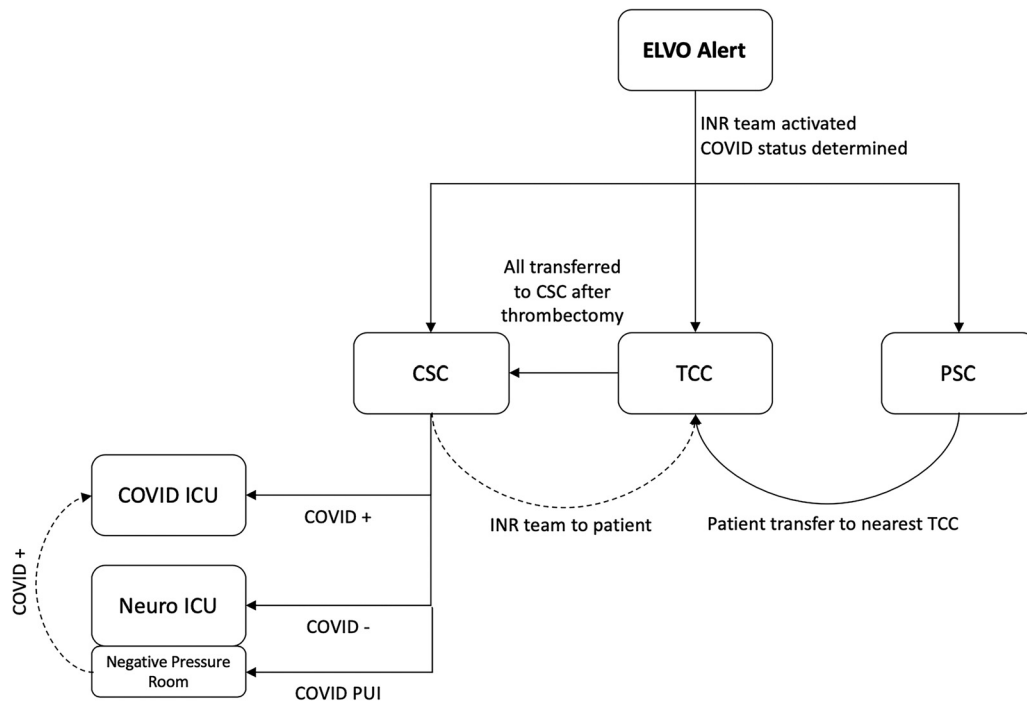 ELVO Alert
INR team activated
COVID status determined
All transferred
to CSC after
thrombectomy
CSC
TCC
PSC
COVID ICU
COVID +
INR team to patient
Patient transfer to nearest TCC
COVID +
Neuro ICU
COVID -
Negative Pressure
Room
COVID PUI